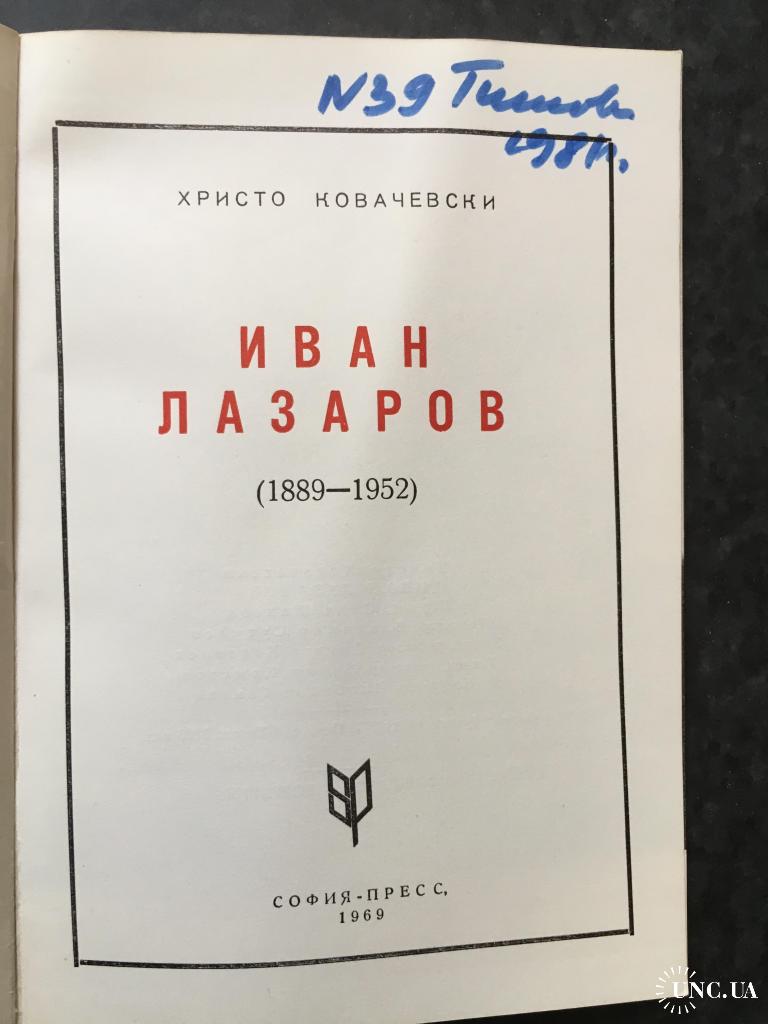 N39
1981г.
ХРИСТО КОВАЧЕВСКИ
ИВАН
ЛАЗАРОВ
(1889—1952)
СОФИЯ-ПРЕСС,
1969
UNC.UA